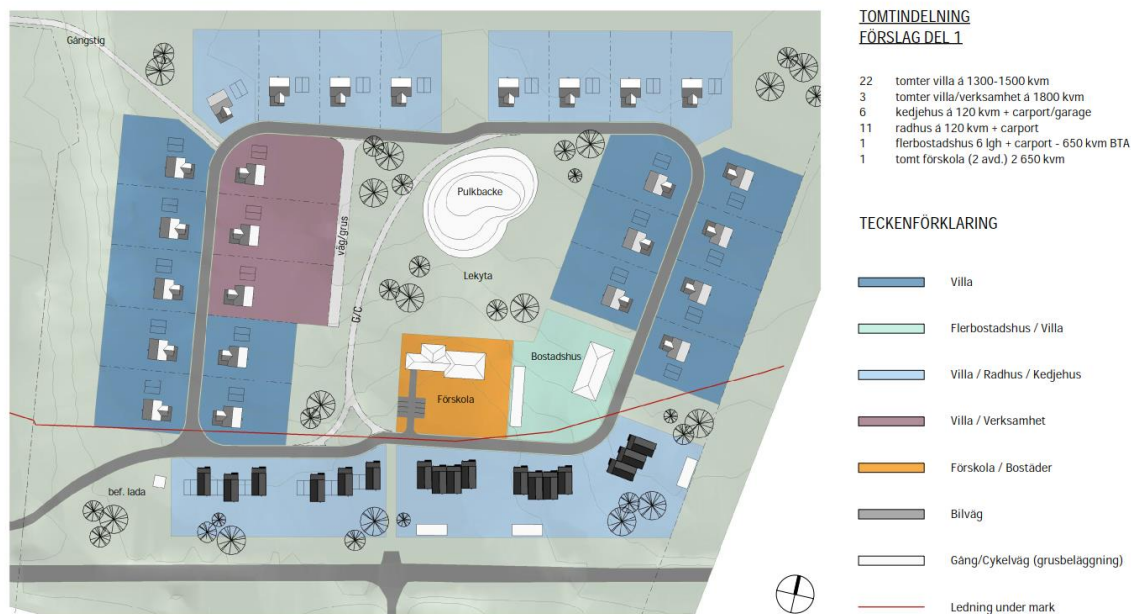 TOMTINDELNING
FÖRSLAG DEL 1
22 tomter villa á 1300-1500 kvm
3 tomter villa/verksamhet á 1800 kvm
6 kedjehus á 120 kvm + carport/garage
11 radhus á 120 kvm + carport
1 flerbostadshus 6 lgh + carport - 650 kvm BTA
1 tomt förskola (2 avd.) 2 650 kvm
TECKENFÖRKLARING
Villa
Flerbostadshus / Villa
Villa / Radhus / Kedjehus
Villa / Verksamhet
Förskola / Bostäder
Bilväg
Gång/Cykelväg (grusbeläggning)
Ledning under mark
Gångstig
Pulkbacke
väg/grus
Lekyta
G/C
Bostadshus
Förskola
bef. lada